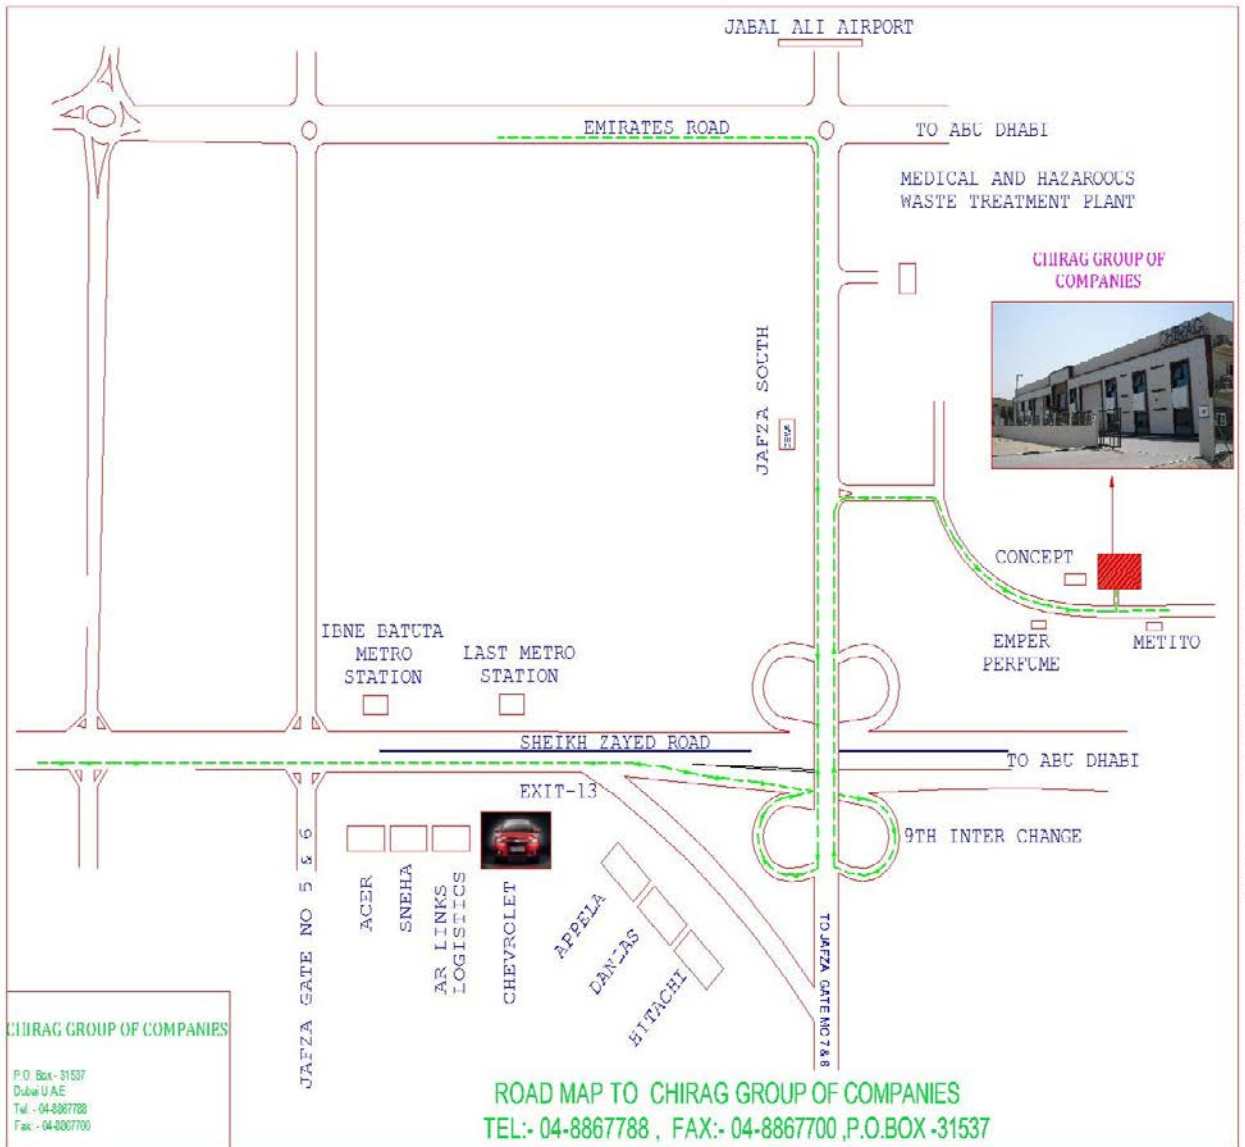 JABAL ALI AIRPORT
EMIRATES ROAD
TO ABU DHABI
MEDICAL AND HAZAROOUS
WASTE TREATMENT PLANT
CHIRAG GROUP OF
COMPANIES
CHIRAG
JAFZA SOUTH
CONCEPT
EMPER
PERFUME
METITO
IBNE BATUTA
METRO
STATION
LAST METRO
STATION
SHEIKH ZAYED ROAD
TO ABU DHABI
EXIT-13
9TH INTER CHANGE
JAFZA GATE NO 5 & 6
ACER
SNEHA
AR LINKS
LOGISTICS
CHEVROLET
APPELA
DANZAS
HITACHI
TO JAFZA GATE NO 7 & 8
CHIRAG GROUP OF COMPANIES
P.O. Box - 31537
Dubai U.A.E
Tel. - 04-8867788
Fax: - 04-8867700
ROAD MAP TO CHIRAG GROUP OF COMPANIES
TEL:- 04-8867788 , FAX:- 04-8867700 ,P.O.BOX -31537